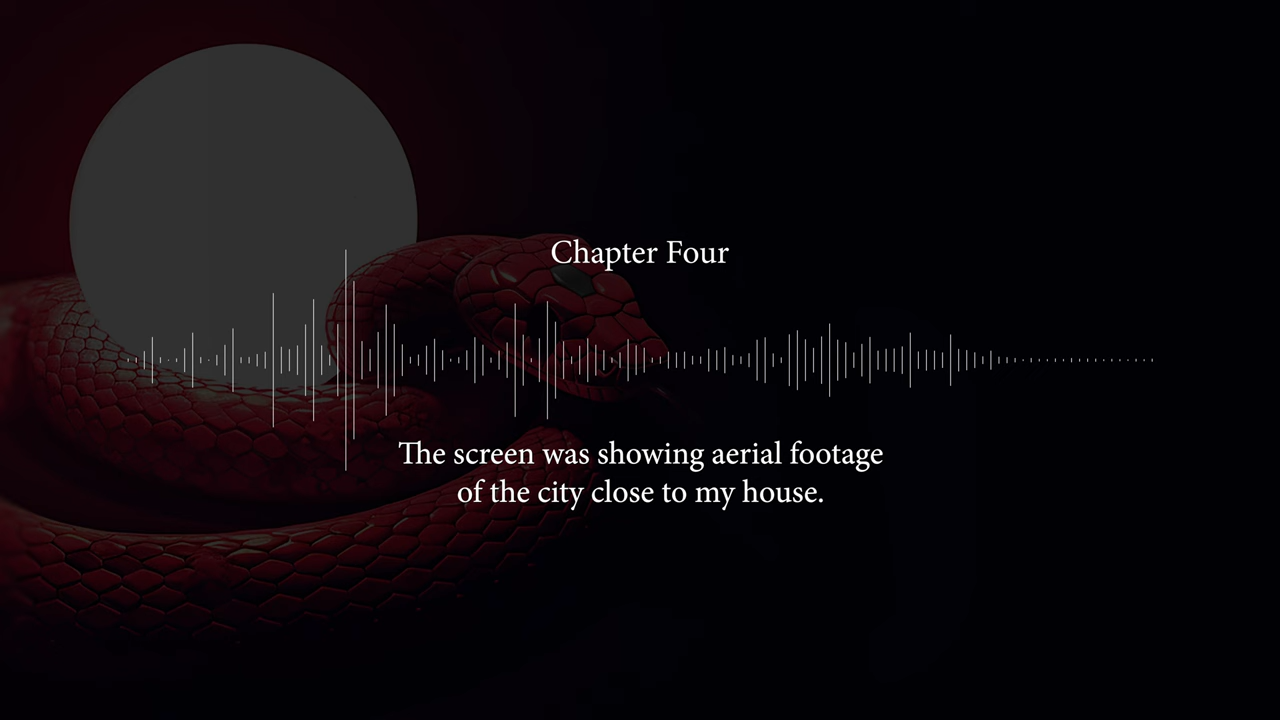 Chapter Four
The screen was showing aerial footage
of the city close to my house.